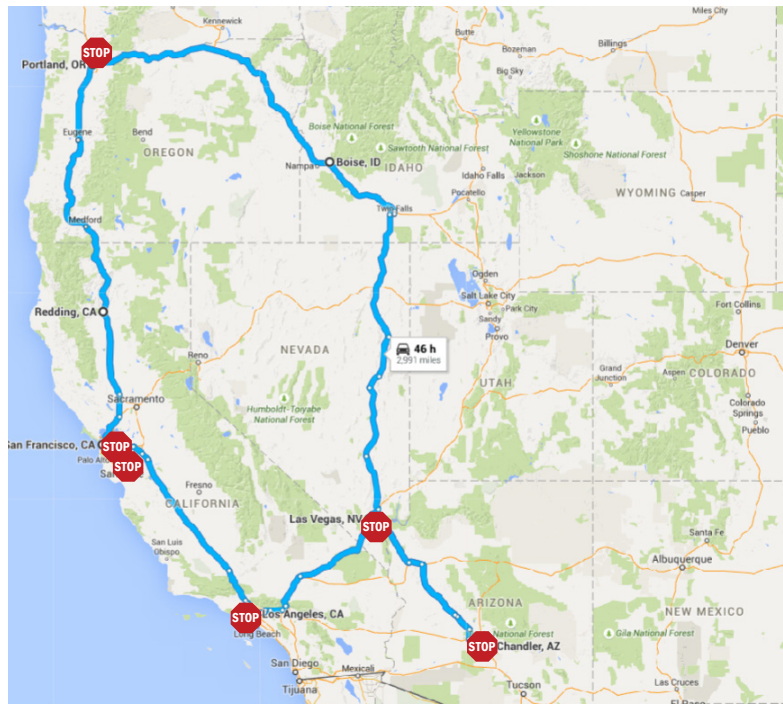 Kennewick
Miles City
STOP
Portland, OR
Butte
Bozeman
Billings
Big Sky
Eugene
Bend
OREGON
Boise National Forest
Sawtooth National Forest
Yellowstone
National Park
Shoshone National Forest
Nampa
Boise, ID
IDAHO
Idaho Falls
Jackson
Pocatello
WYOMING
Casper
Medford
Twin Falls
Ogden
Salt Lake City
Park City
Sandy
Provo
Fort Collins
Redding, CA
Reno
NEVADA
46 h
2,991 miles
Denver
UTAH
Grand
Junction
Aspen
COLORADO
Colorado
Springs
Pueblo
Humboldt-Toiyabe
National Forest
Sacramento
San Francisco, CA
STOP
Palo Alto
STOP
Sa
Fresno
CALIFORNIA
Las Vegas, NV
STOP
San Luis
Obispo
Santa Fe
Albuquerque
STOP
Los Angeles, CA
Long Beach
ARIZONA
NEW MEXICO
National Forest
Gila National Forest
STOP
Chandler, AZ
San Diego
Mexicali
Tijuana
Tucson
Las Cruces
El Paso